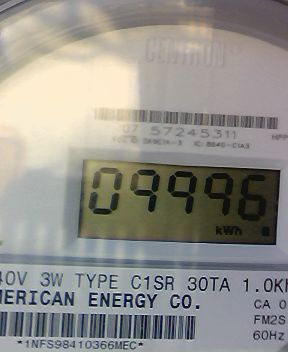 CENTRON
07 57245311
09996
kWh
40V 3W TYPE C1SR 30TA 1.0K
MERICAN ENERGY CO.
CA 0
FM2S
60Hz
*1NFS98410366MEC*